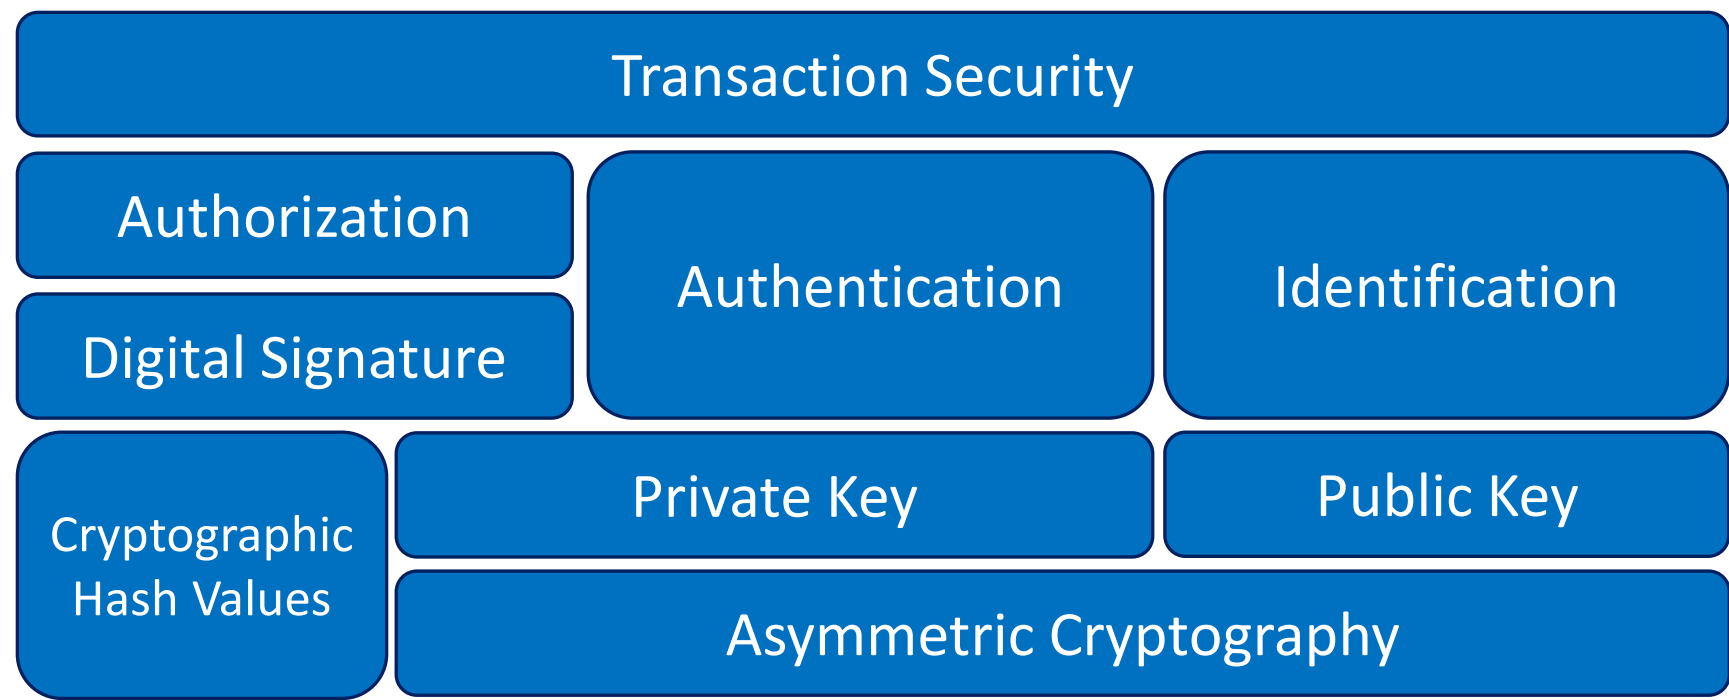 Transaction Security
Authorization
Authentication
Identification
Digital Signature
Cryptographic
Hash Values
Private Key
Public Key
Asymmetric Cryptography